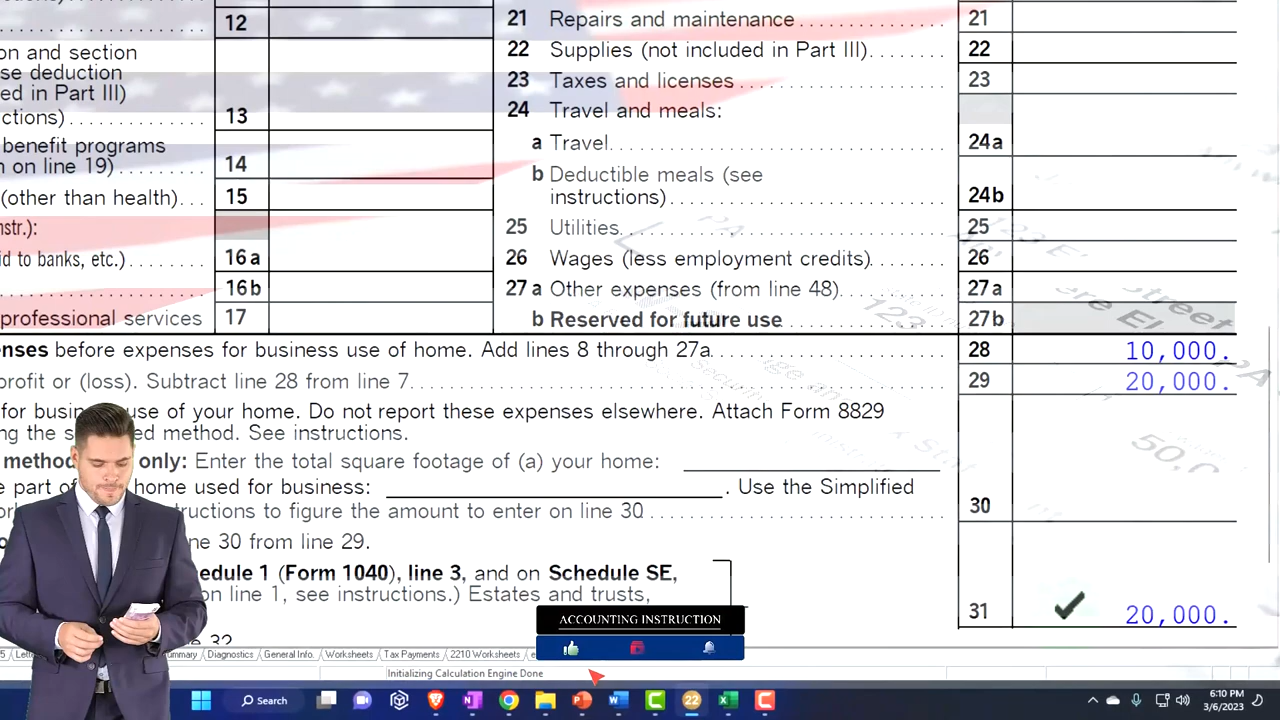 12
on and section
se deduction
ed in Part III)
ctions)
13
benefit programs
n on line 19)
14
(other than health)
15
nstr.):
id to banks, etc.)
16a
16b
professional services
17
21 Repairs and maintenance 21
22 Supplies (not included in Part III) 22
23 Taxes and licenses 23
24 Travel and meals:
a Travel 24a
b Deductible meals (see
instructions) 24b
25 Utilities 25
26 Wages (less employment credits) 26
27a Other expenses (from line 48) 27a
b Reserved for future use 27b
enses before expenses for business use of home. Add lines 8 through 27a 28 10,000.
profit or (loss). Subtract line 28 from line 7 29 20,000.
for busin use of your home. Do not report these expenses elsewhere. Attach Form 8829
ng the s ed method. See instructions.
method only: Enter the total square footage of (a) your home:
e part of home used for business: . Use the Simplified
ructions to figure the amount to enter on line 30 30
ne 30 from line 29.
edule 1 (Form 1040), line 3, and on Schedule SE,
on line 1, see instructions.) Estates and trusts,
31 20,000.
ACCOUNTING INSTRUCTION
Diagnostics General Info. Worksheets Tax Payments 2210 Worksheets
Initializing Calculation Engine Done
Search
22
6:10 PM
3/6/2023